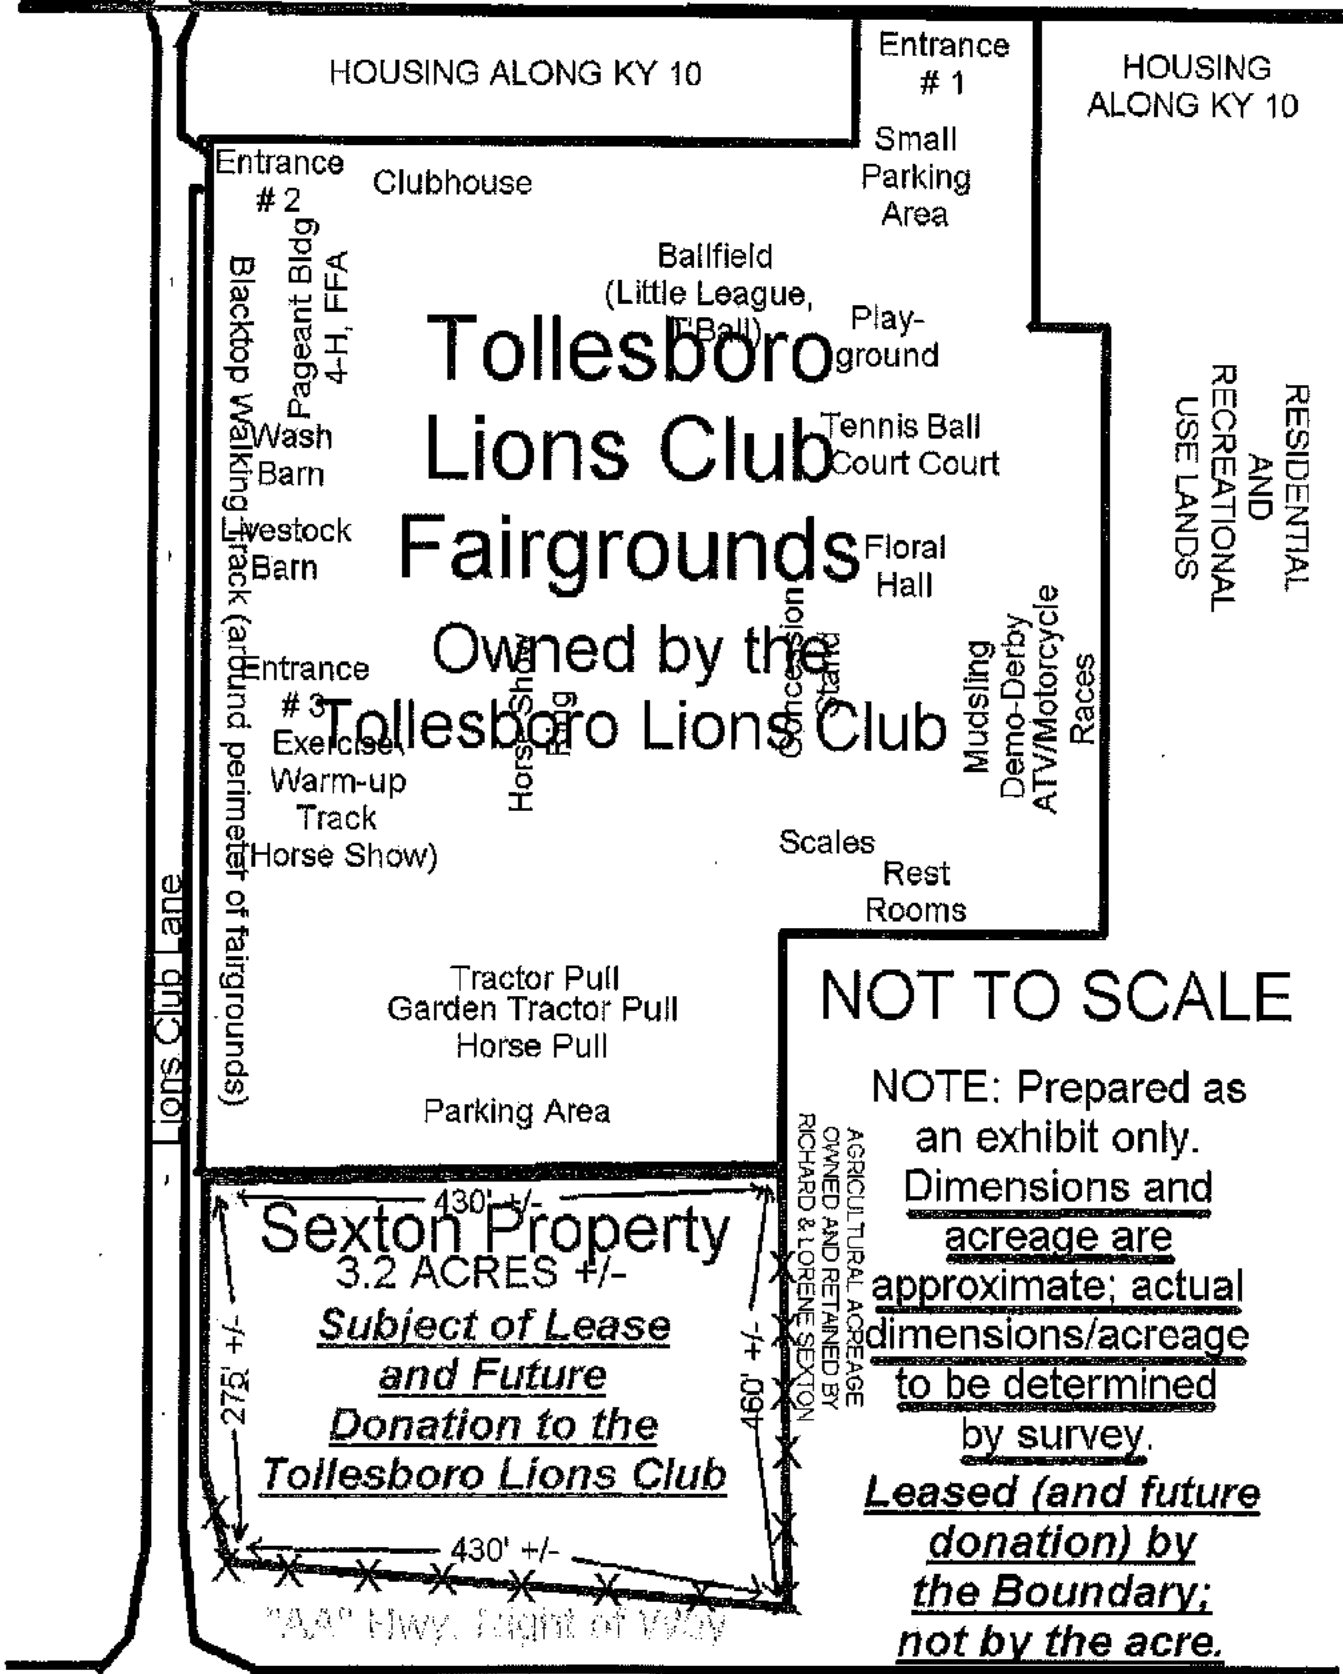 HOUSING ALONG KY 10
Entrance
# 1
HOUSING
ALONG KY 10
Small
Parking
Area
Entrance
# 2
Clubhouse
Pageant Bldg
4-H, FFA
Blacktop Walking Track (around perimeter of fairgrounds)
Ballfield
(Little League,
T'Ball)
Play-
ground
Tollesboro
Lions Club
Fairgrounds
Owned by the
Tollesboro Lions Club
Wash
Barn
Tennis Ball
Court Court
Livestock
Barn
Floral
Hall
RESIDENTIAL
AND
RECREATIONAL
USE LANDS
Entrance
# 3
Exercise\
Warm-up
Track
(Horse Show)
Horse Show
Ring
Concession
Stand
Mudsling
Demo-Derby
ATV/Motorcycle
Races
Scales
Rest
Rooms
Lions Club Lane
Tractor Pull
Garden Tractor Pull
Horse Pull
Parking Area
NOT TO SCALE
NOTE: Prepared as
an exhibit only.
Dimensions and
acreage are
approximate; actual
dimensions/acreage
to be determined
by survey.
Leased (and future
donation) by
the Boundary;
not by the acre.
AGRICULTURAL ACREAGE
OWNED AND RETAINED BY
RICHARD & LORENE SEXTON
430' +/-
Sexton Property
3.2 ACRES +/-
Subject of Lease
and Future
Donation to the
Tollesboro Lions Club
275' +/-
460' +/-
430' +/-
"AA" Hwy. Right of Way